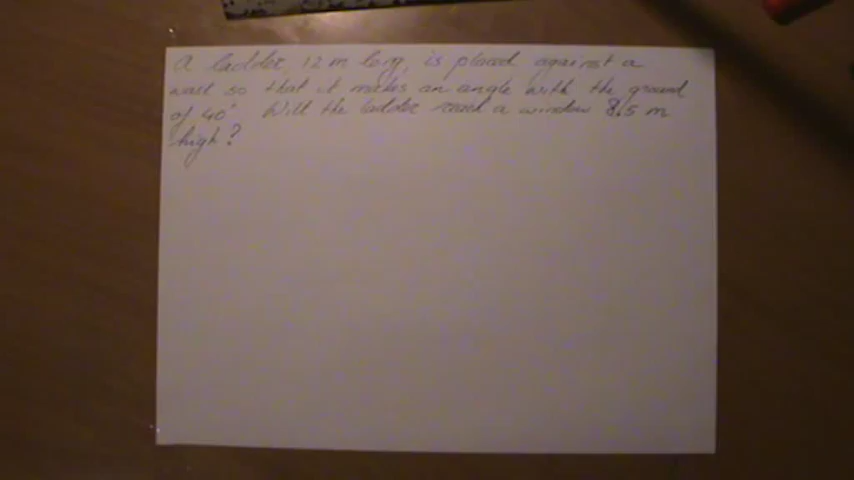 A ladder, 12 m long, is placed against a
wall so that it makes an angle with the ground
of 40° Will the ladder reach a window 8.5 m
high?